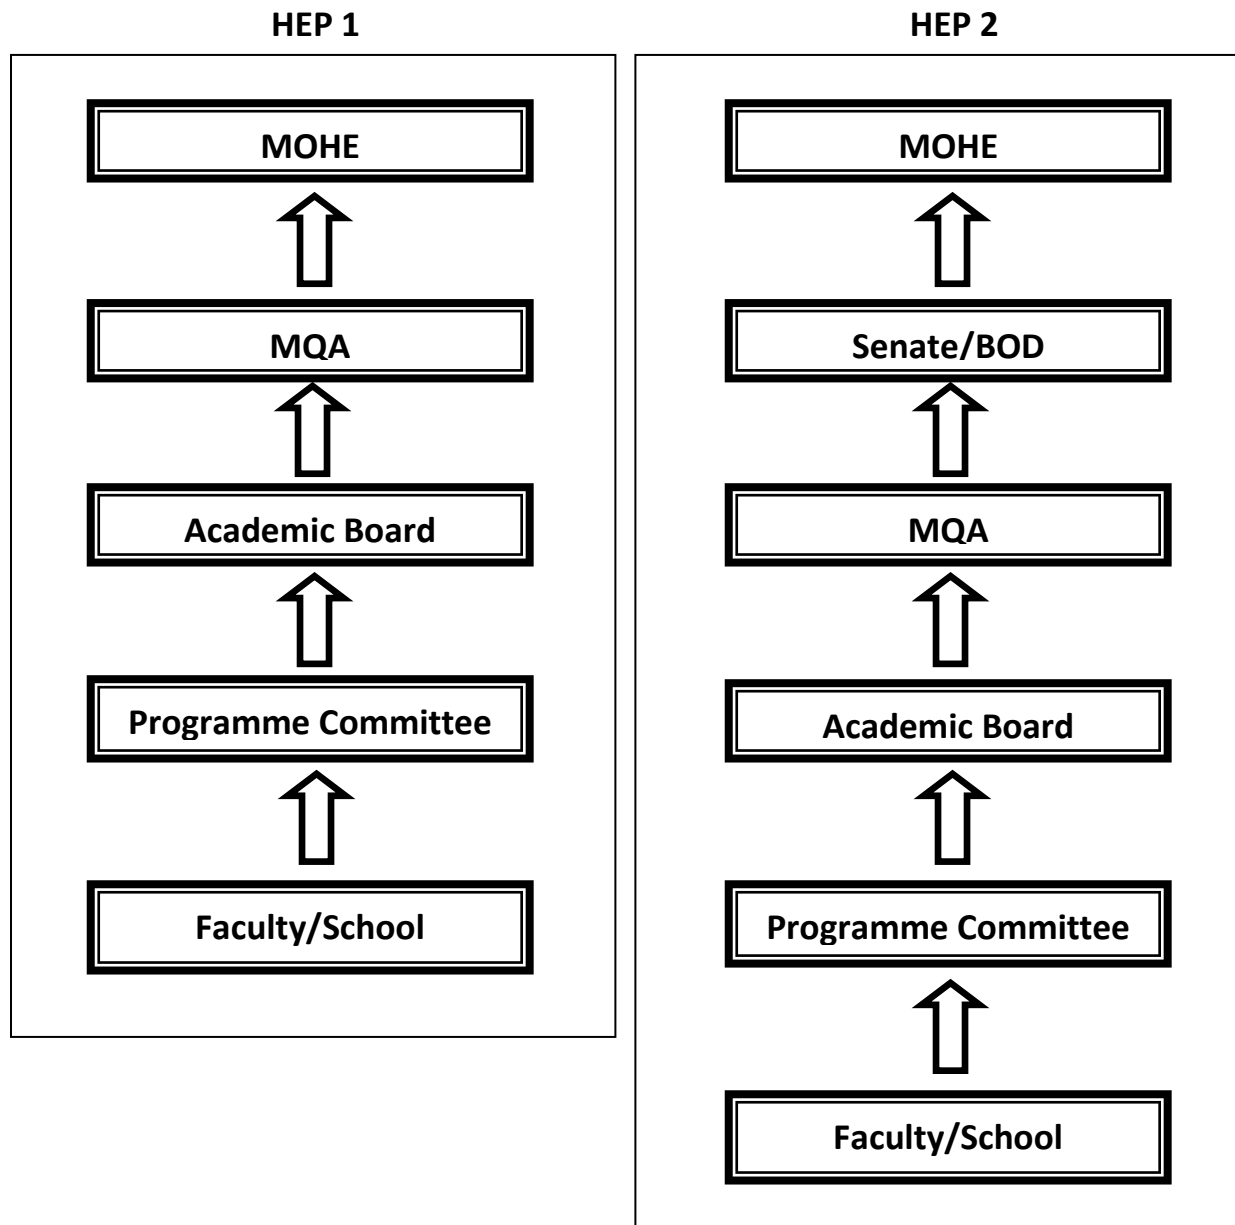 HEP 1
MOHE
MQA
Academic Board
Programme Committee
Faculty/School
HEP 2
MOHE
Senate/BOD
MQA
Academic Board
Programme Committee
Faculty/School